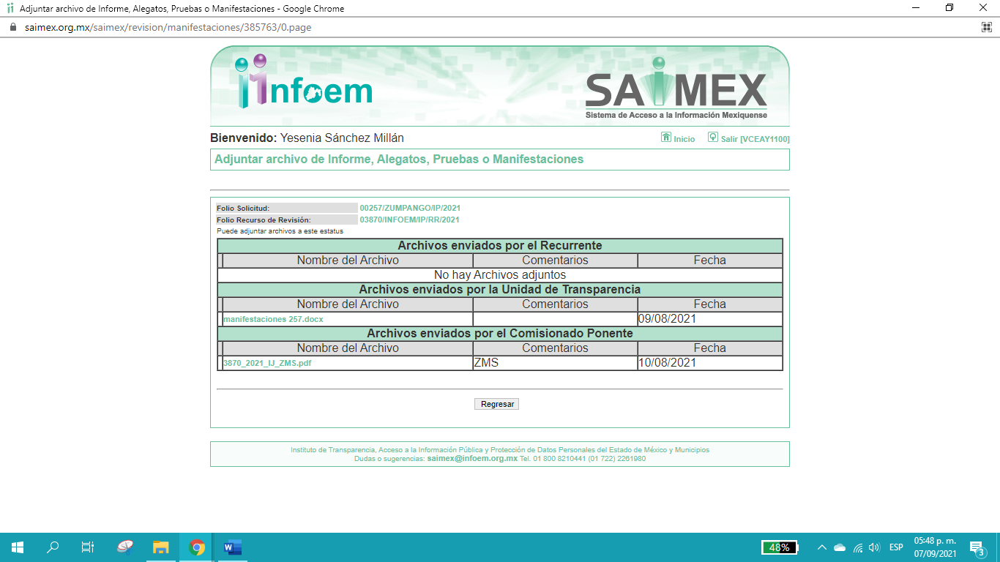 Adjuntar archivo de Informe, Alegatos, Pruebas o Manifestaciones - Google Chrome
saimex.org.mx/saimex/revision/manifestaciones/385763/0.page
infoem
SAIMEX
Sistema de Acceso a la Información Mexiquense
Bienvenido: Yesenia Sánchez Millán
Inicio Salir [VCEAY1100]
Adjuntar archivo de Informe, Alegatos, Pruebas o Manifestaciones
Folio Solicitud: 00257/ZUMPANGO/IP/2021
Folio Recurso de Revisión: 03870/INFOEM/IP/RR/2021
Puede adjuntar archivos a este estatus
Archivos enviados por el Recurrente
Nombre del Archivo Comentarios Fecha
No hay Archivos adjuntos
Archivos enviados por la Unidad de Transparencia
Nombre del Archivo Comentarios Fecha
manifestaciones 257.docx 09/08/2021
Archivos enviados por el Comisionado Ponente
Nombre del Archivo Comentarios Fecha
3870_2021_IJ_ZMS.pdf ZMS 10/08/2021
Regresar
Instituto de Transparencia, Acceso a la Información Pública y Protección de Datos Personales del Estado de México y Municipios
Dudas o sugerencias: saimex@infoem.org.mx Tel. 01 800 8210441 (01 722) 2261980
48%
ESP
05:48 p. m.
07/09/2021
3